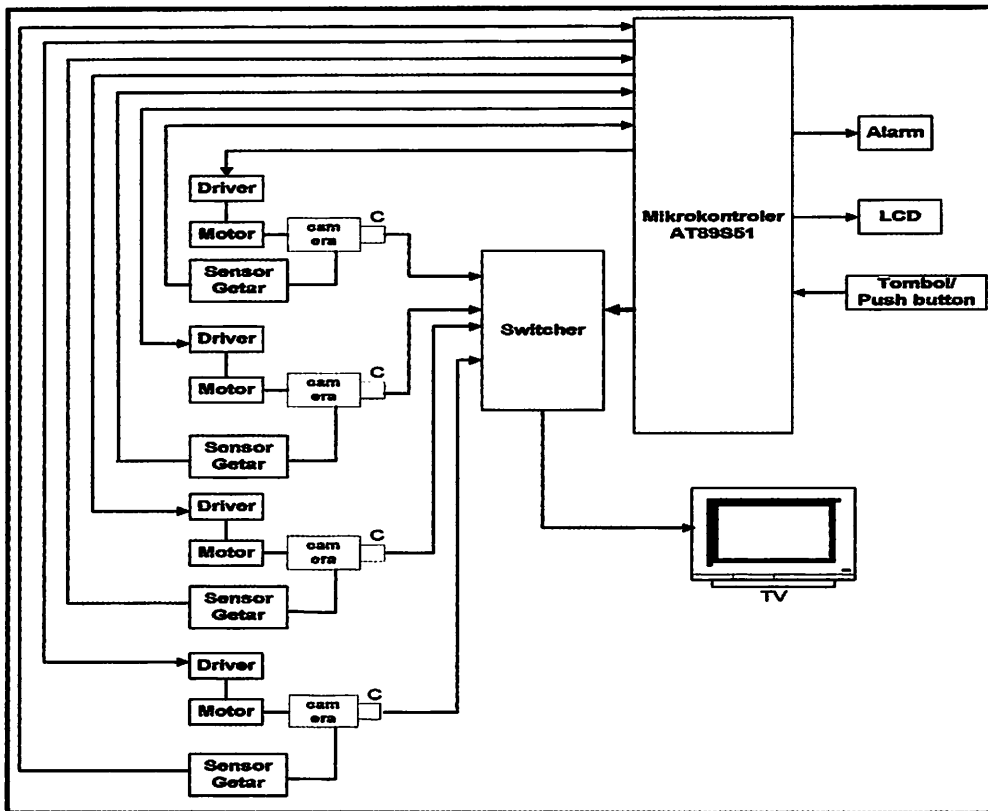 Mikrokontroler
AT89S51
Alarm
LCD
Tombol/
Push button
Switcher
TV
Driver
Motor
cam
era
C
Sensor
Getar
Driver
Motor
cam
era
C
Sensor
Getar
Driver
Motor
cam
era
C
Sensor
Getar
Driver
Motor
cam
era
C
Sensor
Getar